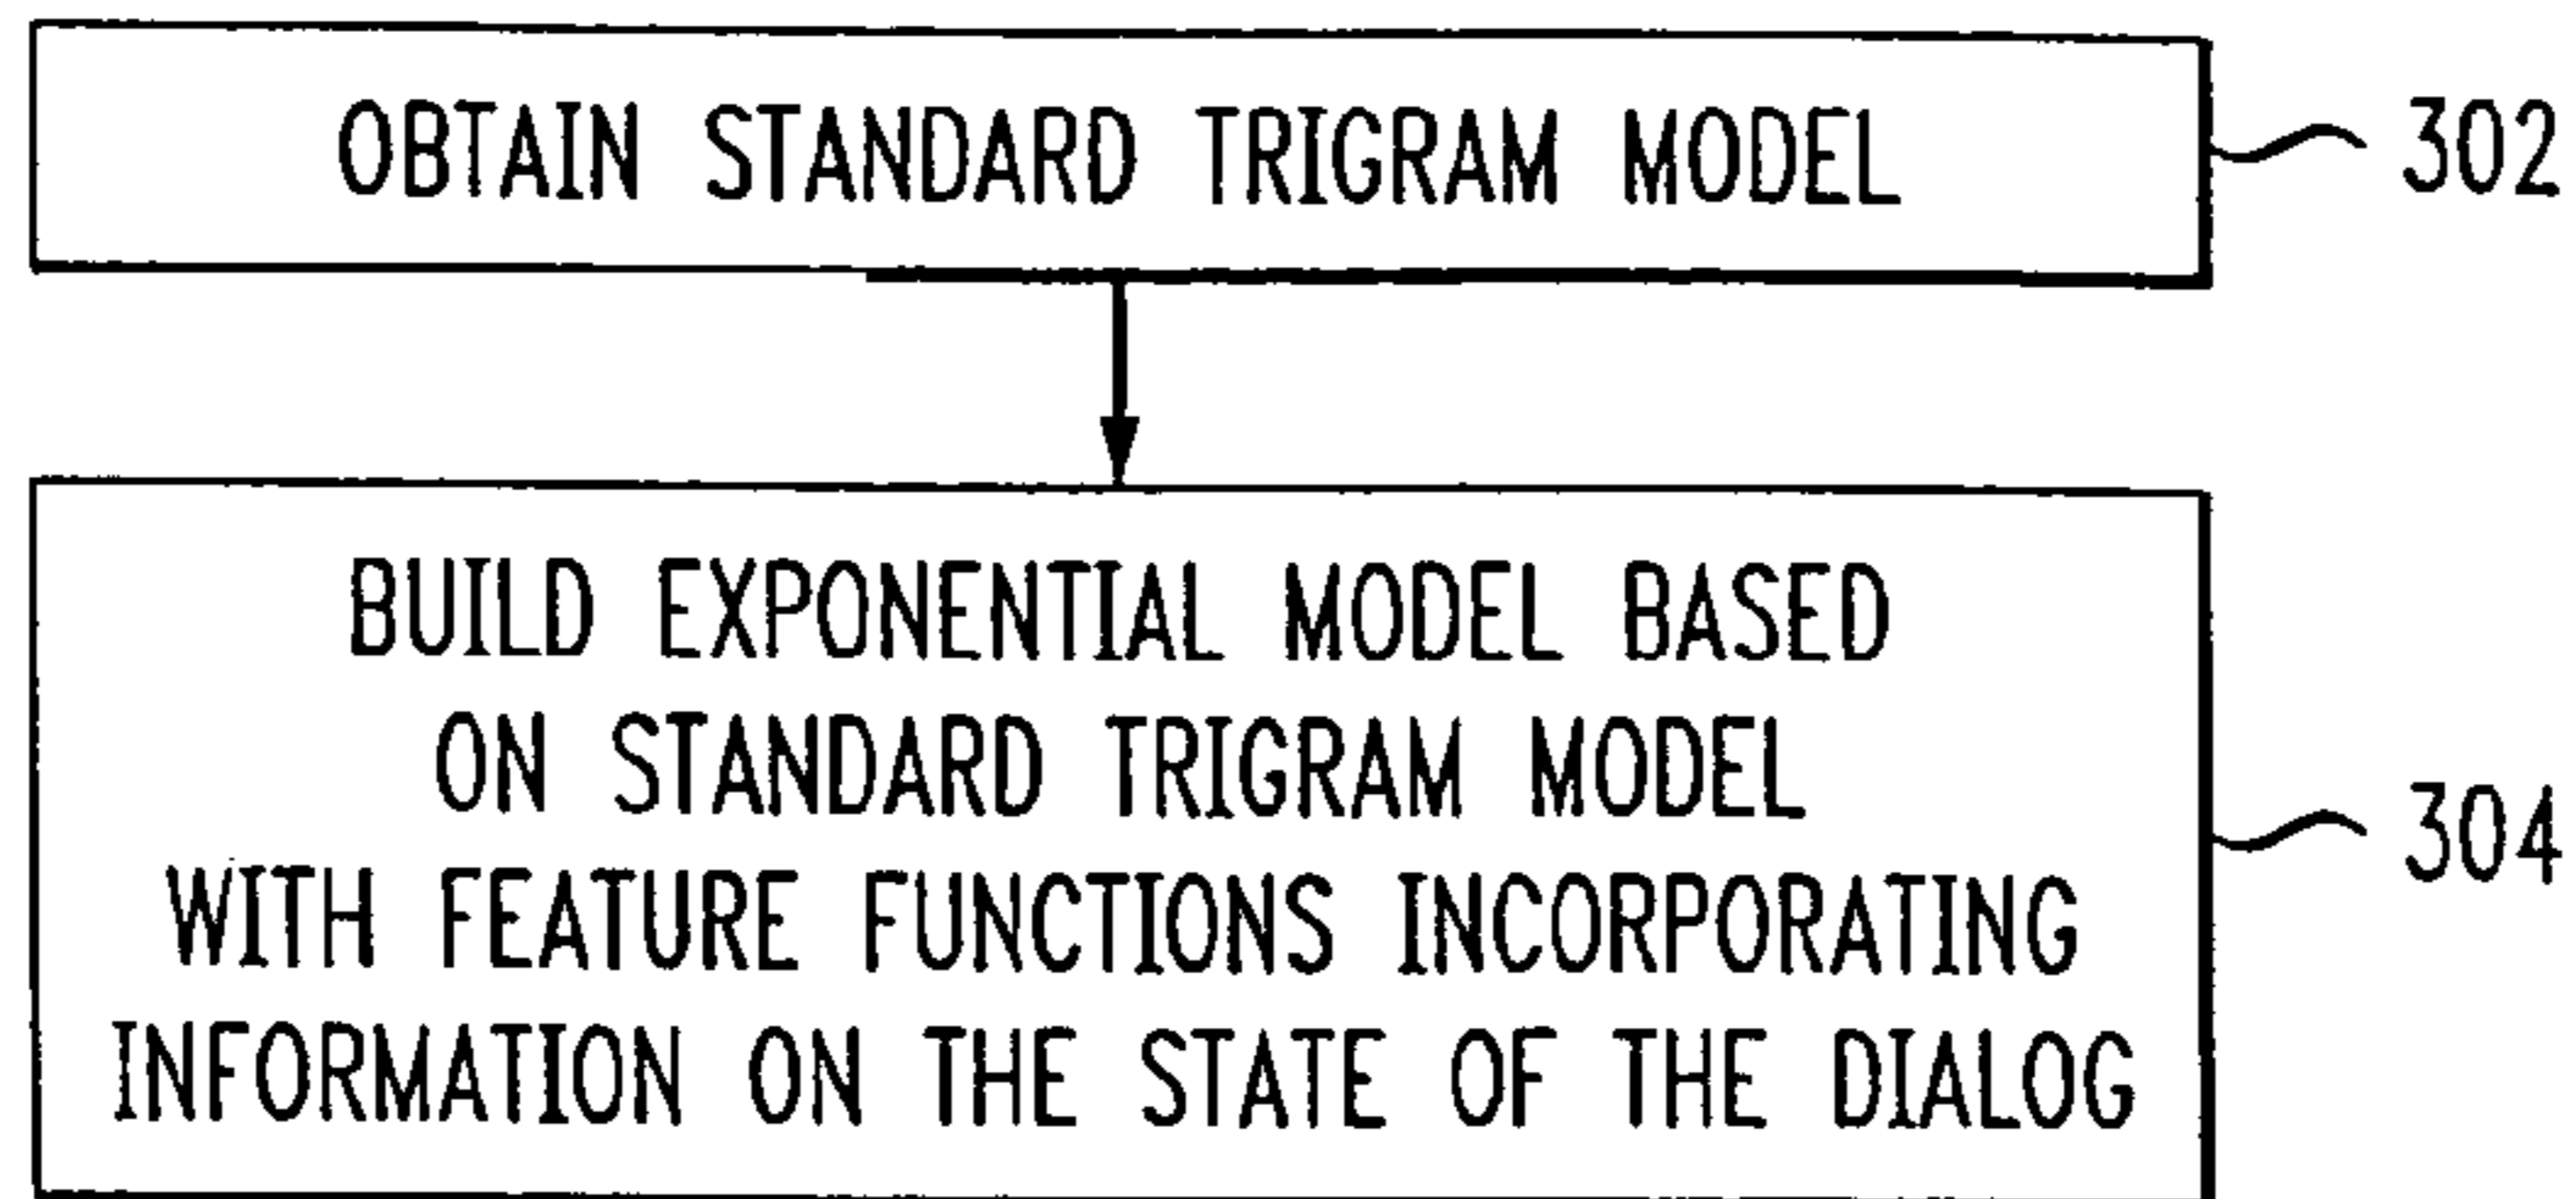 OBTAIN STANDARD TRIGRAM MODEL
302
BUILD EXPONENTIAL MODEL BASED
ON STANDARD TRIGRAM MODEL
WITH FEATURE FUNCTIONS INCORPORATING
INFORMATION ON THE STATE OF THE DIALOG
304